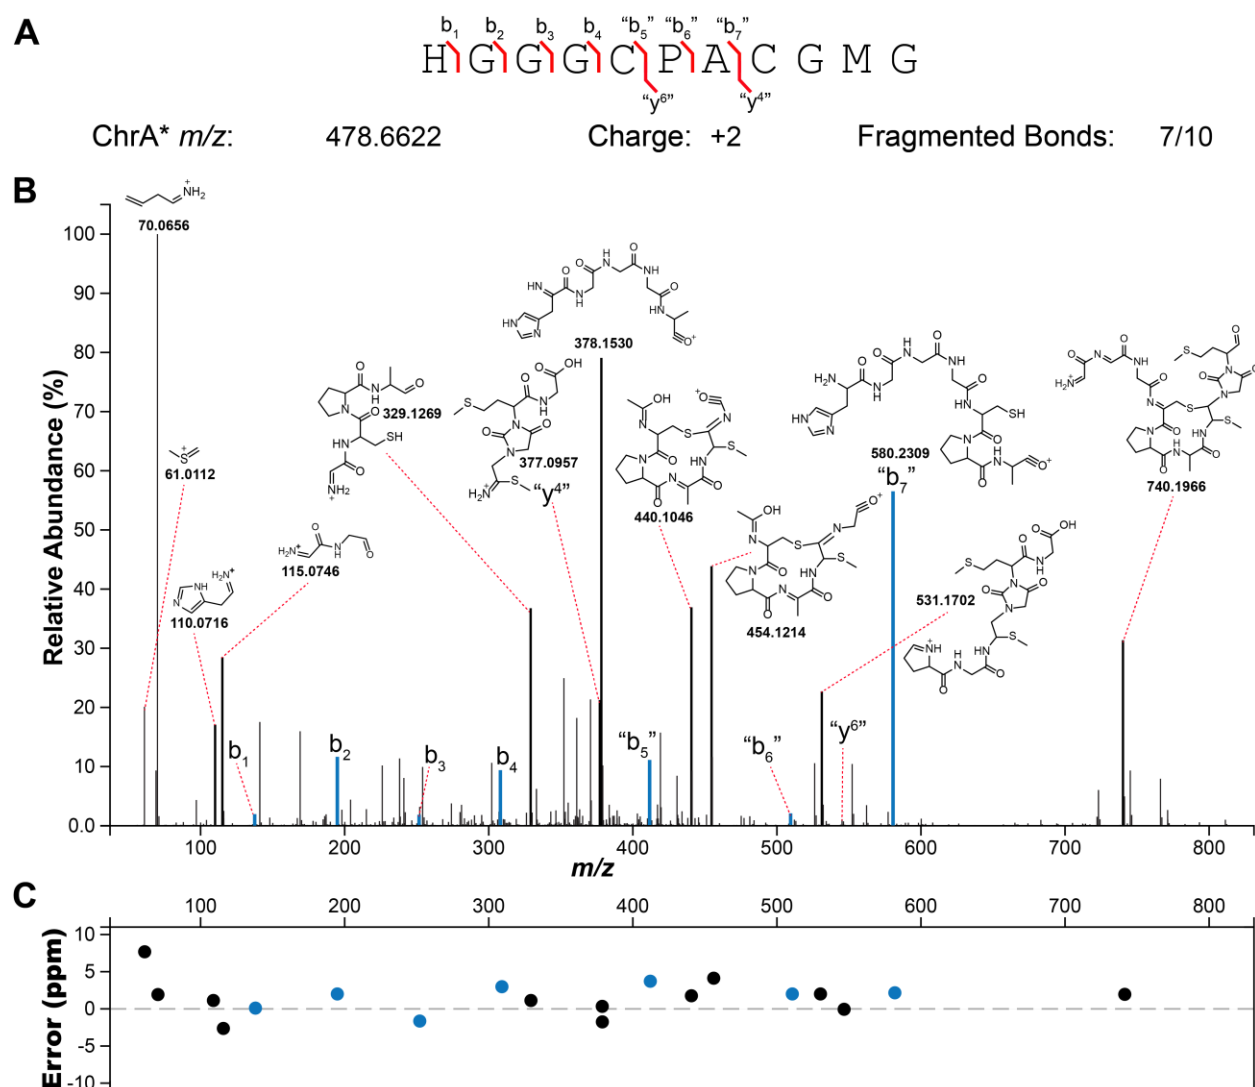 A
b1 b2 b3 b4 “b5” “b6” “b7”
H G G G C P A C G M G
“y6” “y4”
ChrA* m/z: 478.6622 Charge: +2 Fragmented Bonds: 7/10
B
Relative Abundance (%)
100
90
80
70
60
50
40
30
20
10
0.0
70.0656
61.0112
110.0716
115.0746
329.1269
377.0957
“y4”
378.1530
440.1046
454.1214
580.2309
“b7”
531.1702
740.1966
b1
b2
b3
b4
“b5”
“b6”
“y6”
100 200 300 400 500 600 700 800
m/z
C
100 200 300 400 500 600 700 800
Error (ppm)
10
5
0
-5
-10